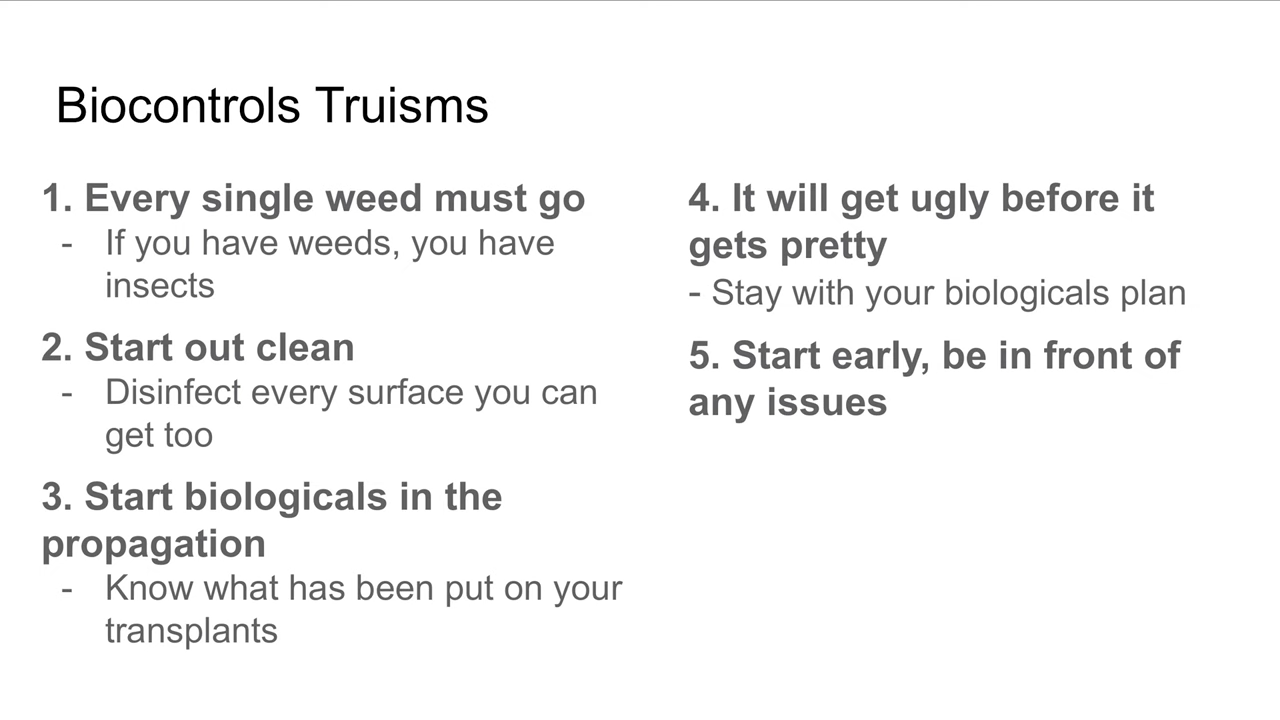 Biocontrols Truisms
1. Every single weed must go
- If you have weeds, you have
insects
2. Start out clean
- Disinfect every surface you can
get too
3. Start biologicals in the
propagation
- Know what has been put on your
transplants
4. It will get ugly before it
gets pretty
- Stay with your biologicals plan
5. Start early, be in front of
any issues